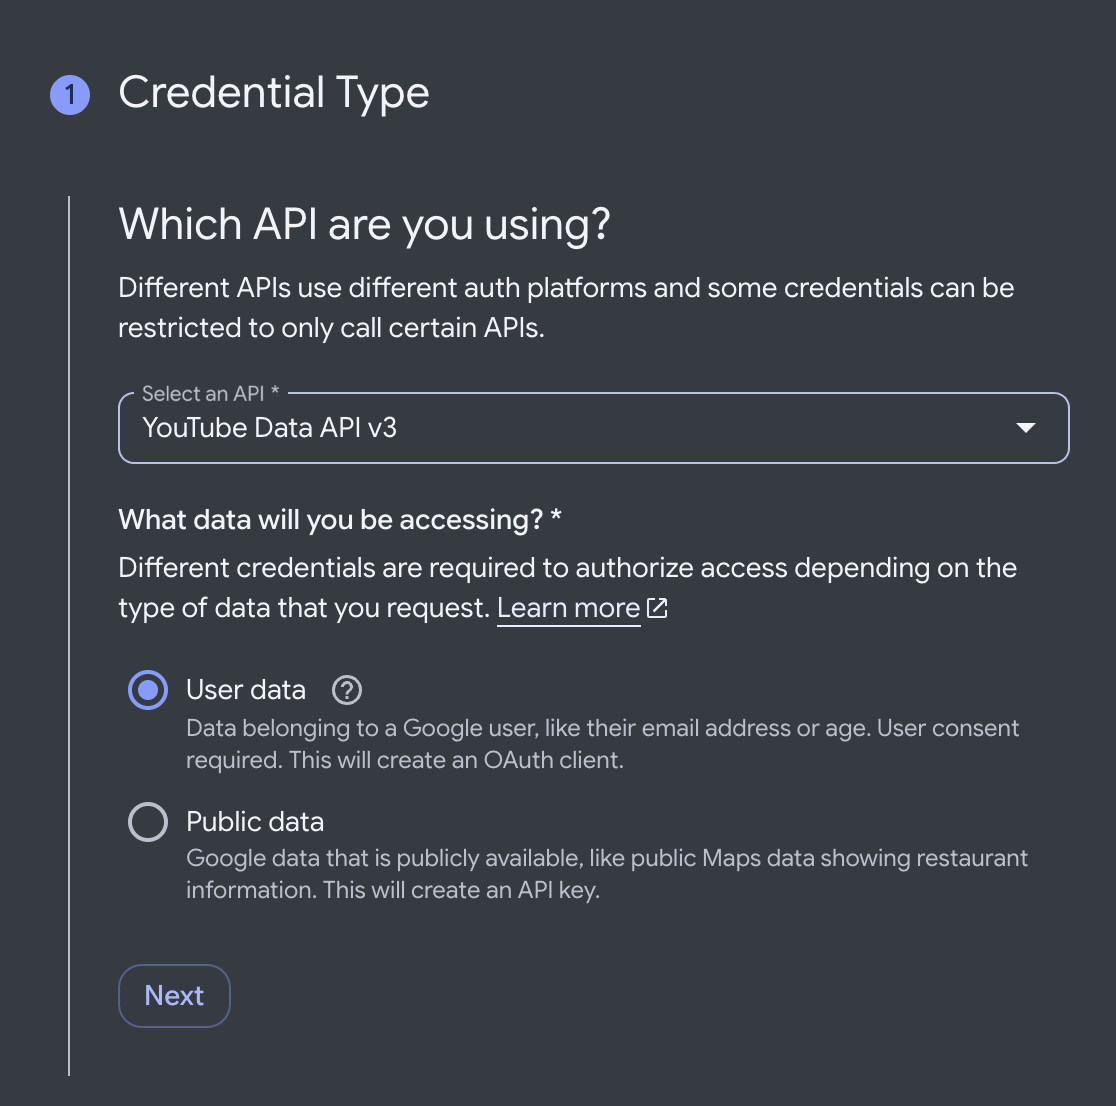 1 Credential Type
Which API are you using?
Different APIs use different auth platforms and some credentials can be
restricted to only call certain APIs.
Select an API *
YouTube Data API v3
What data will you be accessing? *
Different credentials are required to authorize access depending on the
type of data that you request. Learn more
User data ?
Data belonging to a Google user, like their email address or age. User consent
required. This will create an OAuth client.
Public data
Google data that is publicly available, like public Maps data showing restaurant
information. This will create an API key.
Next